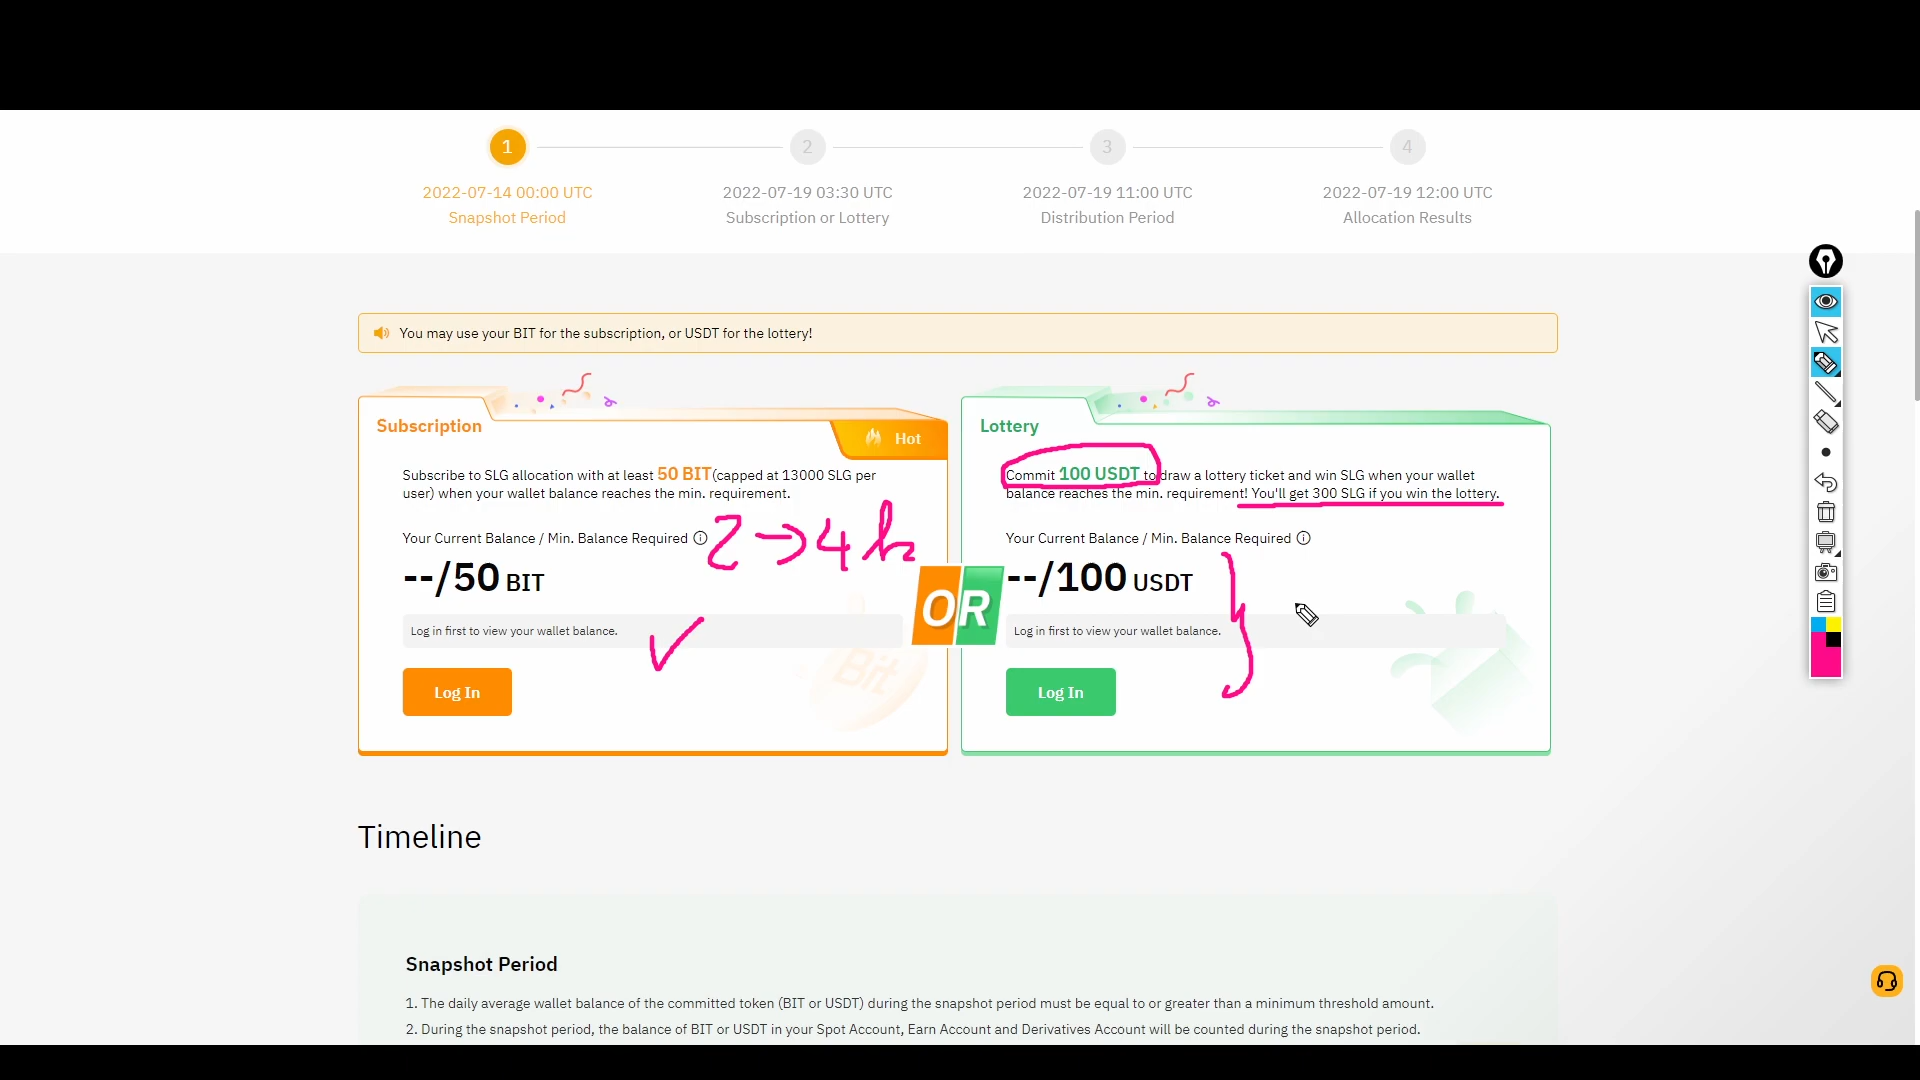 1
2
3
4
2022-07-14 00:00 UTC
2022-07-19 03:30 UTC
2022-07-19 11:00 UTC
2022-07-19 12:00 UTC
Snapshot Period
Subscription or Lottery
Distribution Period
Allocation Results
You may use your BIT for the subscription, or USDT for the lottery!
Subscription
Hot
Subscribe to SLG allocation with at least 50 BIT(capped at 13000 SLG per
user) when your wallet balance reaches the min. requirement.
Your Current Balance / Min. Balance Required
2→4
--/50 BIT
Log in first to view your wallet balance.
Bit
Log In
OR
Lottery
Commit 100 USDT to draw a lottery ticket and win SLG when your wallet
balance reaches the min. requirement! You'll get 300 SLG if you win the lottery.
Your Current Balance / Min. Balance Required
--/100 USDT
Log in first to view your wallet balance.
Log In
Timeline
Snapshot Period
1. The daily average wallet balance of the committed token (BIT or USDT) during the snapshot period must be equal to or greater than a minimum threshold amount.
2. During the snapshot period, the balance of BIT or USDT in your Spot Account, Earn Account and Derivatives Account will be counted during the snapshot period.